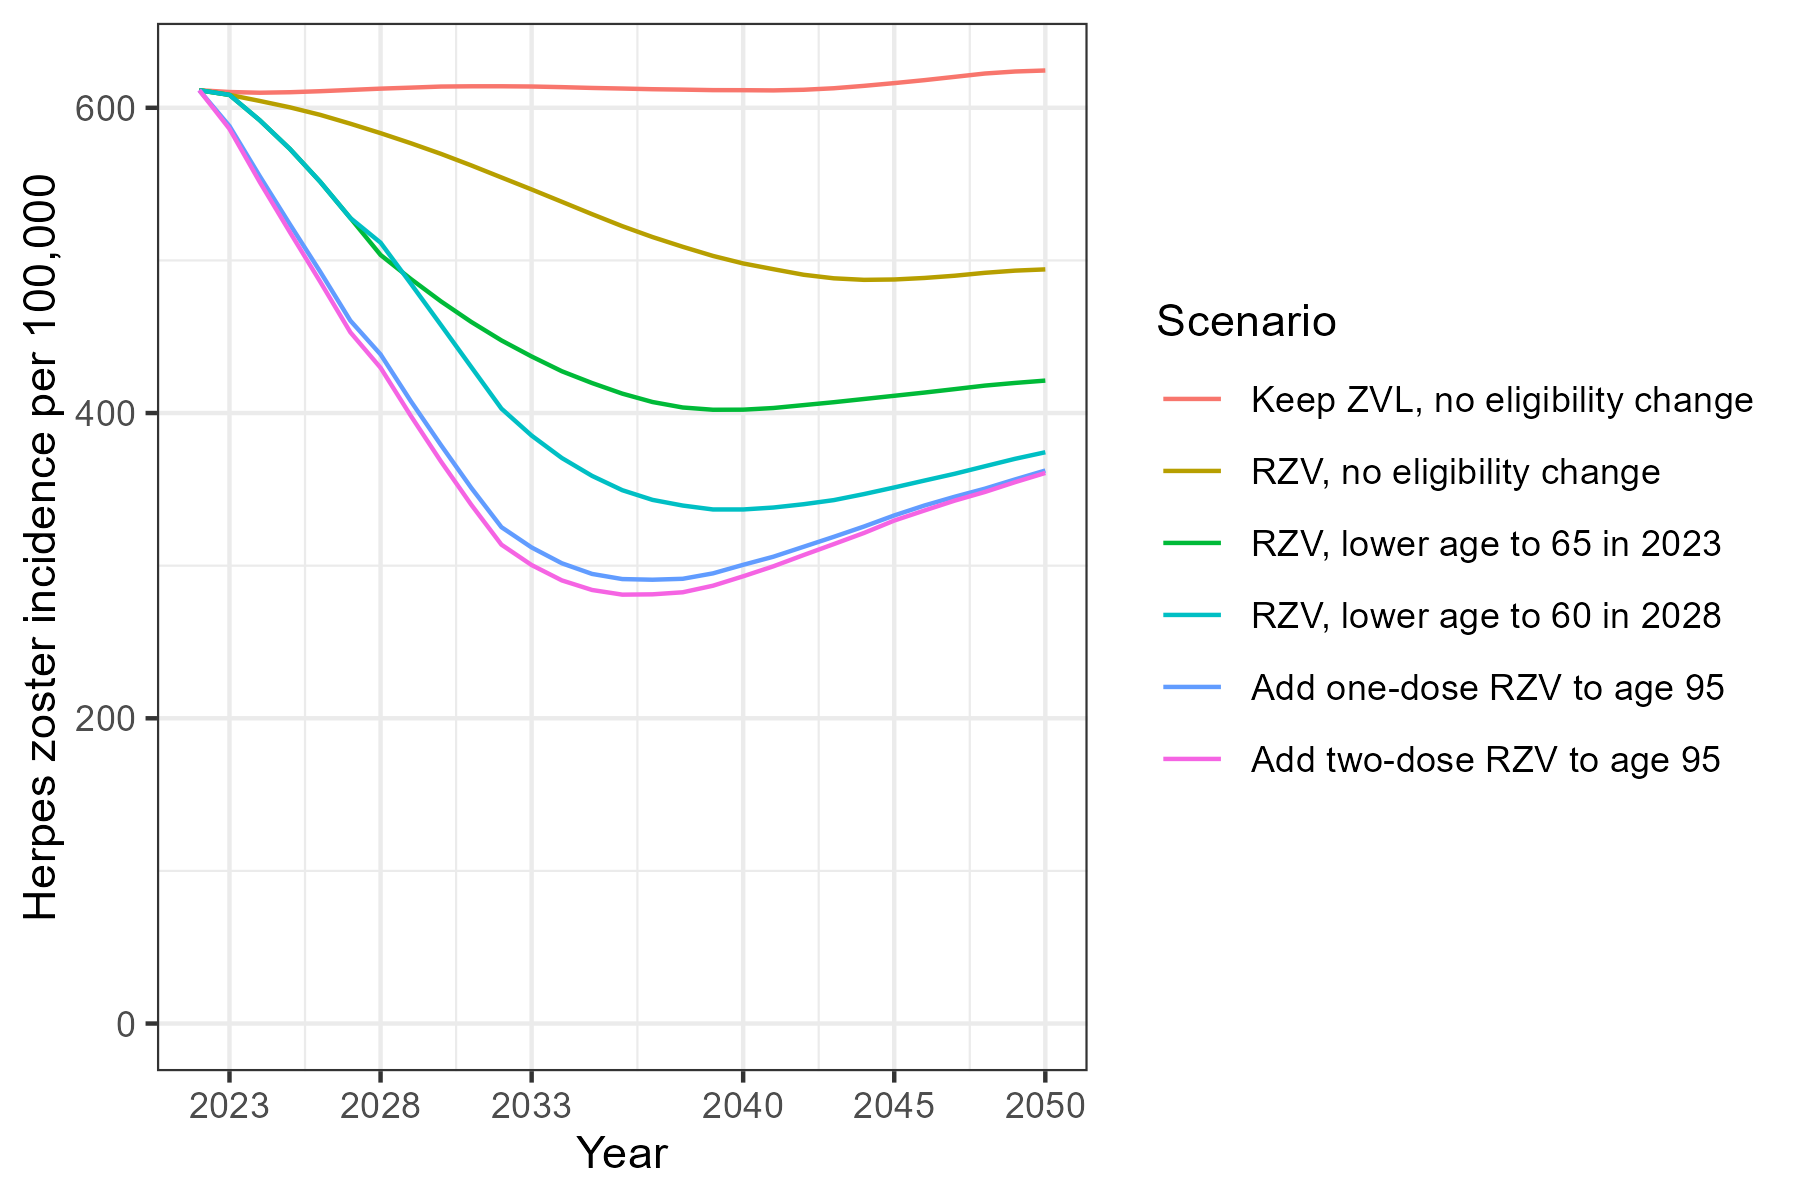 Herpes zoster incidence per 100,000
600
400
200
0
2023 2028 2033 2040 2045 2050
Year
Scenario
Keep ZVL, no eligibility change
RZV, no eligibility change
RZV, lower age to 65 in 2023
RZV, lower age to 60 in 2028
Add one-dose RZV to age 95
Add two-dose RZV to age 95